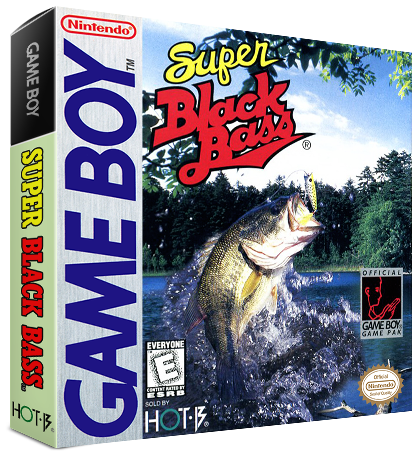 GAME BOY
SUPER BLACK BASS
HOT·B
Nintendo
GAME BOY
TM
Super
Black
Bass
®
OFFICIAL
GAME BOY
GAME PAK
EVERYONE
E
CONTENT RATED BY
ESRB
SOLD BY
HOT·B
Official
Nintendo
Seal of Quality